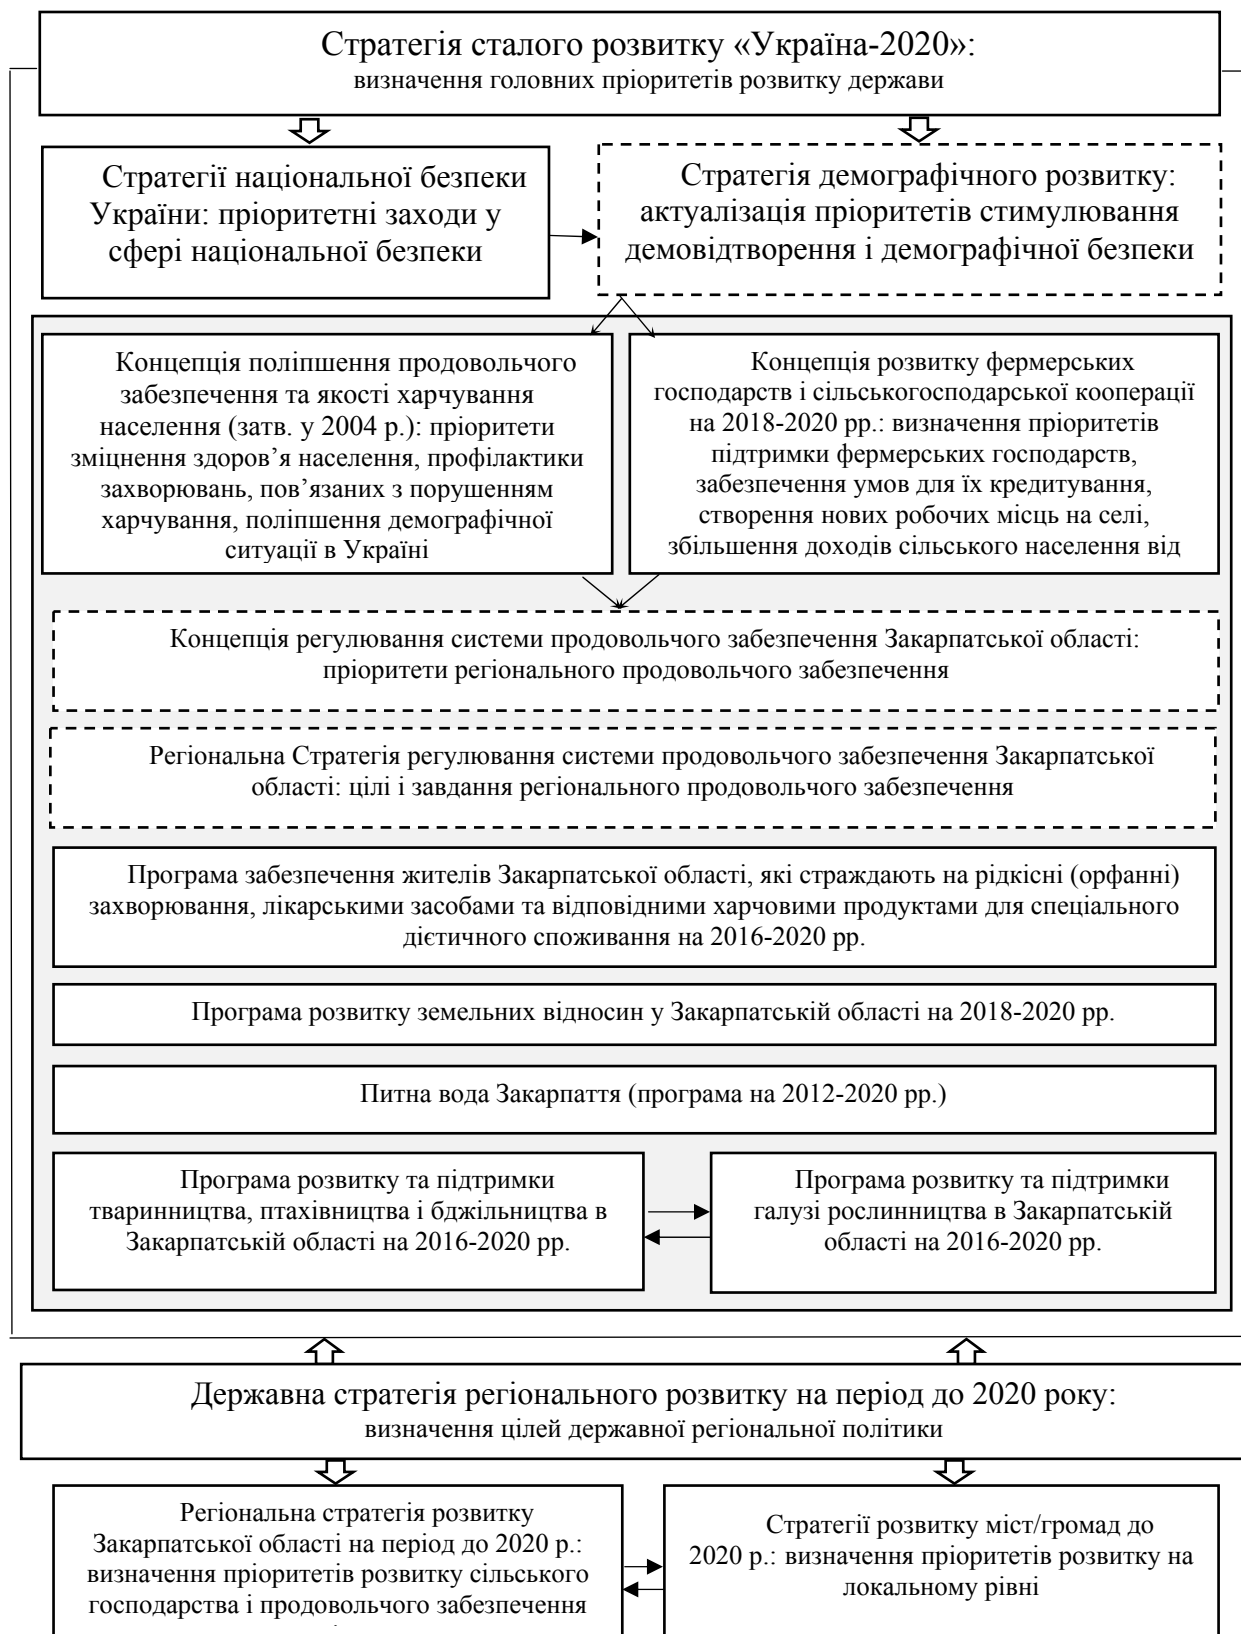 Стратегія сталого розвитку «Україна-2020»:
визначення головних пріоритетів розвитку держави
Стратегії національної безпеки
України: пріоритетні заходи у
сфері національної безпеки
Стратегія демографічного розвитку:
актуалізація пріоритетів стимулювання
демовідтворення і демографічної безпеки
Концепція поліпшення продовольчого
забезпечення та якості харчування
населення (затв. у 2004 р.): пріоритети
зміцнення здоров’я населення, профілактики
захворювань, пов’язаних з порушенням
харчування, поліпшення демографічної
ситуації в Україні
Концепція розвитку фермерських
господарств і сільськогосподарської кооперації
на 2018-2020 рр.: визначення пріоритетів
підтримки фермерських господарств,
забезпечення умов для їх кредитування,
створення нових робочих місць на селі,
збільшення доходів сільського населення від
Концепція регулювання системи продовольчого забезпечення Закарпатської області:
пріоритети регіонального продовольчого забезпечення
Регіональна Стратегія регулювання системи продовольчого забезпечення Закарпатської
області: цілі і завдання регіонального продовольчого забезпечення
Програма забезпечення жителів Закарпатської області, які страждають на рідкісні (орфанні)
захворювання, лікарськими засобами та відповідними харчовими продуктами для спеціального
дієтичного споживання на 2016-2020 рр.
Програма розвитку земельних відносин у Закарпатській області на 2018-2020 рр.
Питна вода Закарпаття (програма на 2012-2020 рр.)
Програма розвитку та підтримки
тваринництва, птахівництва і бджільництва в
Закарпатській області на 2016-2020 рр.
Програма розвитку та підтримки
галузі рослинництва в Закарпатській
області на 2016-2020 рр.
Державна стратегія регіонального розвитку на період до 2020 року:
визначення цілей державної регіональної політики
Регіональна стратегія розвитку
Закарпатської области на період до 2020 р.:
визначення пріоритетів розвитку сільського
господарства і продовольчого забезпечення
Стратегії розвитку міст/громад до
2020 р.: визначення пріоритетів розвитку на
локальному рівні